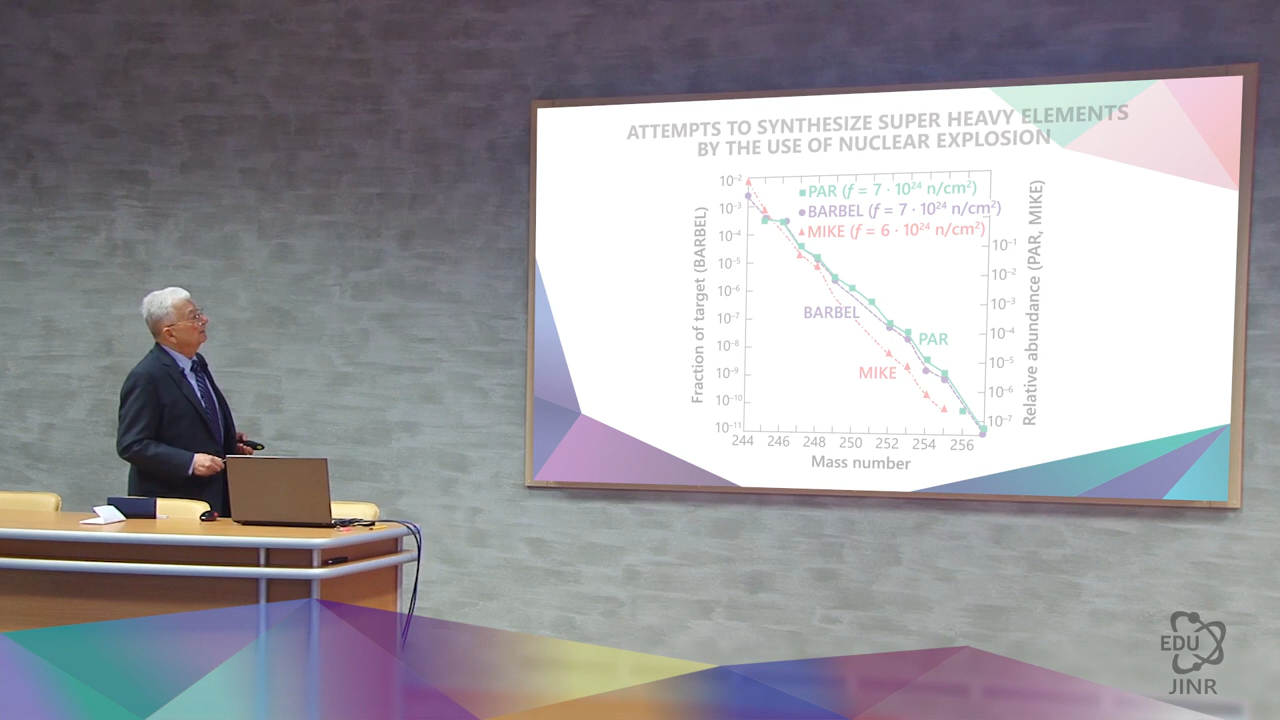 ATTEMPTS TO SYNTHESIZE SUPER HEAVY ELEMENTS
BY THE USE OF NUCLEAR EXPLOSION
PAR (f = 7 · 10²⁴ n/cm²)
BARBEL (f = 7 · 10²⁴ n/cm²)
MIKE (f = 6 · 10²⁴ n/cm²)
Fraction of target (BARBEL)
10⁻²
10⁻³
10⁻⁴
10⁻⁵
10⁻⁶
10⁻⁷
10⁻⁸
10⁻⁹
10⁻¹⁰
10⁻¹¹
BARBEL
PAR
MIKE
10⁻¹
10⁻²
10⁻³
10⁻⁴
10⁻⁵
10⁻⁶
10⁻⁷
Relative abundance (PAR, MIKE)
244 246 248 250 252 254 256
Mass number
EDU
JINR